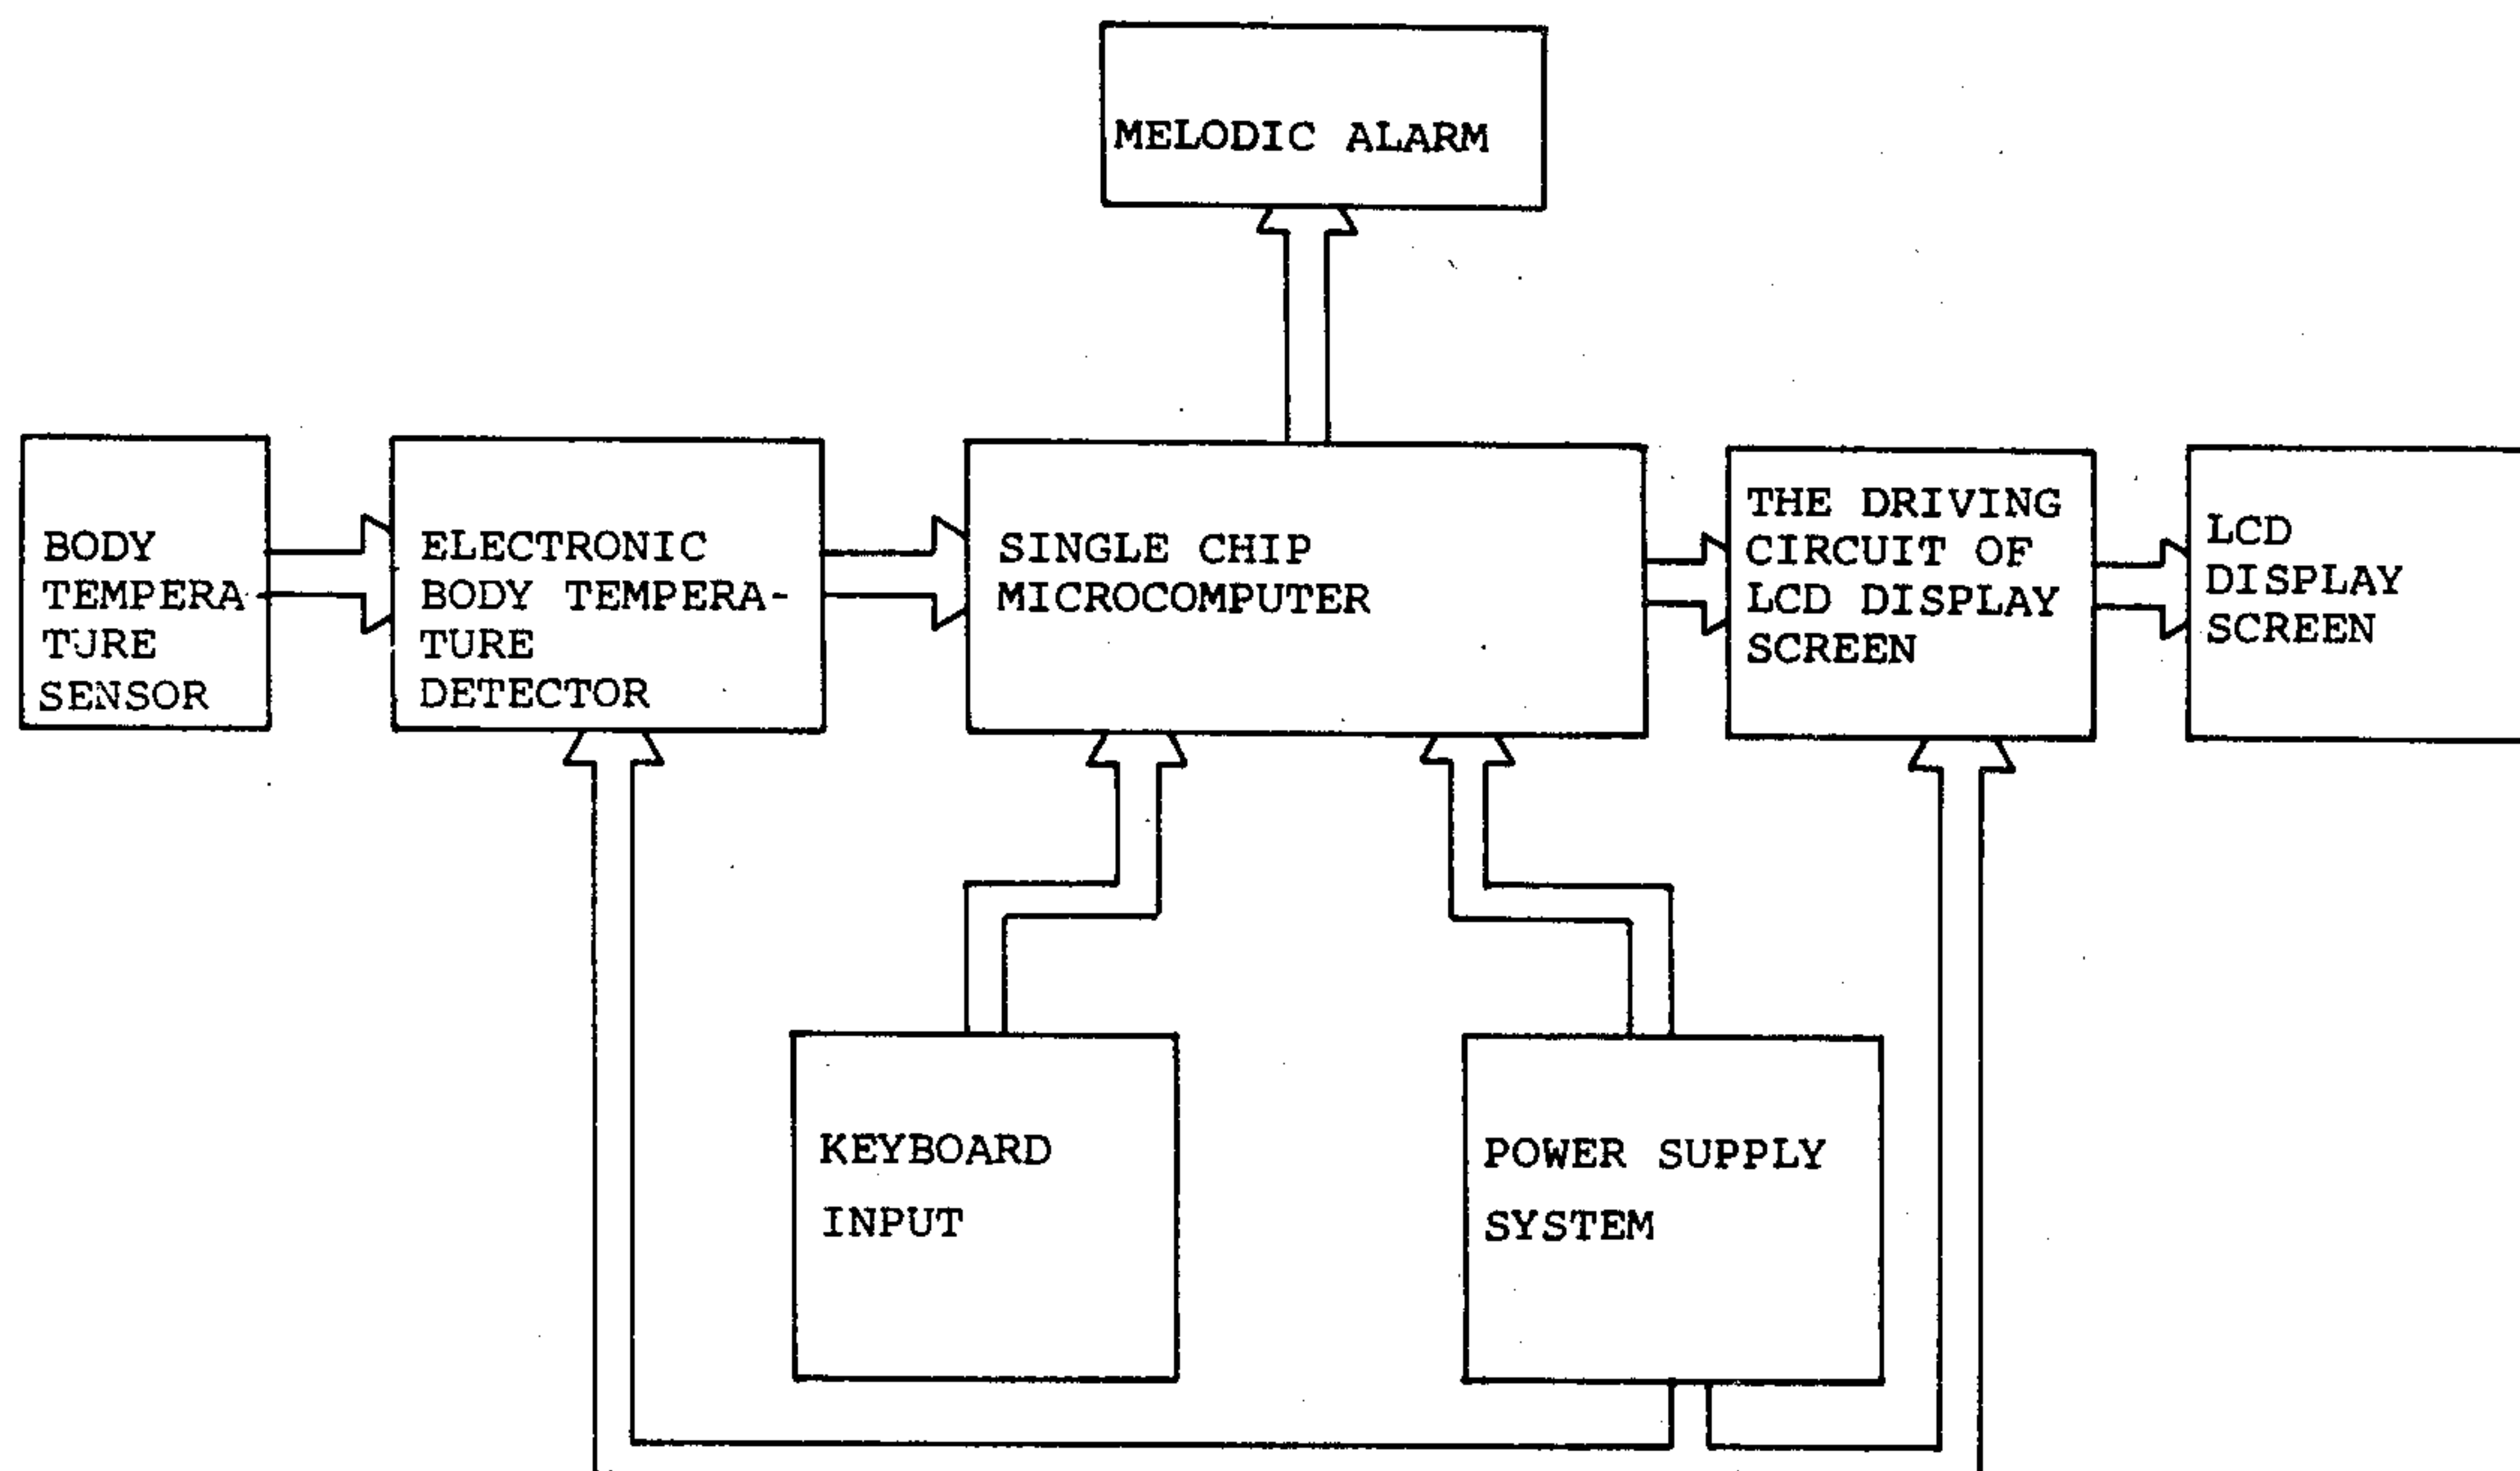 MELODIC ALARM
BODY
TEMPERA
TURE
SENSOR
ELECTRONIC
BODY TEMPERA-
TURE
DETECTOR
SINGLE CHIP
MICROCOMPUTER
THE DRIVING
CIRCUIT OF
LCD DISPLAY
SCREEN
LCD
DISPLAY
SCREEN
KEYBOARD
INPUT
POWER SUPPLY
SYSTEM